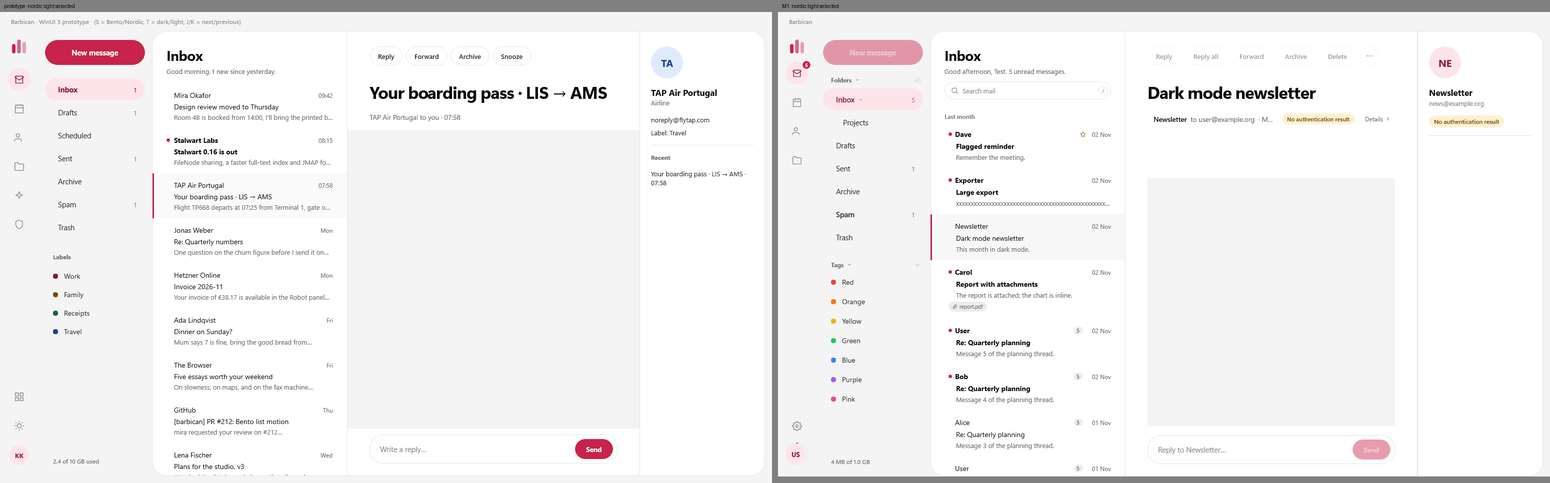 prototype nordic-light-selected
Barbican · WinUI 3 prototype (S = Bento/Nordic, T = dark/light, J/K = next/previous)
New message
Inbox 1
Drafts 1
Scheduled
Sent 1
Archive
Spam 1
Trash
Labels
Work
Family
Receipts
Travel
KK
2.4 of 10 GB used
Inbox
Good morning. 1 new since yesterday.
Mira Okafor 09:42
Design review moved to Thursday
Room 4B is booked from 14:00, I'll bring the printed b...
Stalwart Labs 08:15
Stalwart 0.16 is out
FileNode sharing, a faster full-text index and JMAP fo...
TAP Air Portugal 07:58
Your boarding pass · LIS → AMS
Flight TP668 departs at 07:25 from Terminal 1, gate o...
Jonas Weber Mon
Re: Quarterly numbers
One question on the churn figure before I send it on...
Hetzner Online Mon
Invoice 2026-11
Your invoice of €38.17 is available in the Robot panel...
Ada Lindqvist Fri
Dinner on Sunday?
Mum says 7 is fine, bring the good bread from...
The Browser Fri
Five essays worth your weekend
On slowness, on maps, and on the fax machine...
GitHub Thu
[barbican] PR #212: Bento list motion
mira requested your review on #212...
Lena Fischer Wed
Plans for the studio, v3
Reply Forward Archive Snooze
Your boarding pass · LIS → AMS
TAP Air Portugal to you · 07:58
Write a reply... Send
TA
TAP Air Portugal
Airline
noreply@flytap.com
Label: Travel
Recent
Your boarding pass · LIS → AMS ·
07:58
M1 nordic-light-selected
Barbican
5
New message
Folders
Inbox 5
Projects
Drafts
Sent 1
Archive
Spam 1
Trash
Tags +
Red
Orange
Yellow
Green
Blue
Purple
Pink
US
4 MB of 1.0 GB
Inbox
Good afternoon, Test. 5 unread messages.
Search mail /
Last month
Dave 02 Nov
Flagged reminder
Remember the meeting.
Exporter 02 Nov
Large export
Newsletter 02 Nov
Dark mode newsletter
This month in dark mode.
Carol 02 Nov
Report with attachments
The report is attached; the chart is inline.
report.pdf
User 5 02 Nov
Re: Quarterly planning
Message 5 of the planning thread.
Bob 5 02 Nov
Re: Quarterly planning
Message 4 of the planning thread.
Alice 5 01 Nov
Re: Quarterly planning
Message 3 of the planning thread.
User 5 01 Nov
Reply Reply all Forward Archive Delete ...
Dark mode newsletter
Newsletter to user@example.org · M... No authentication result Details
Reply to Newsletter... Send
NE
Newsletter
news@example.org
No authentication result